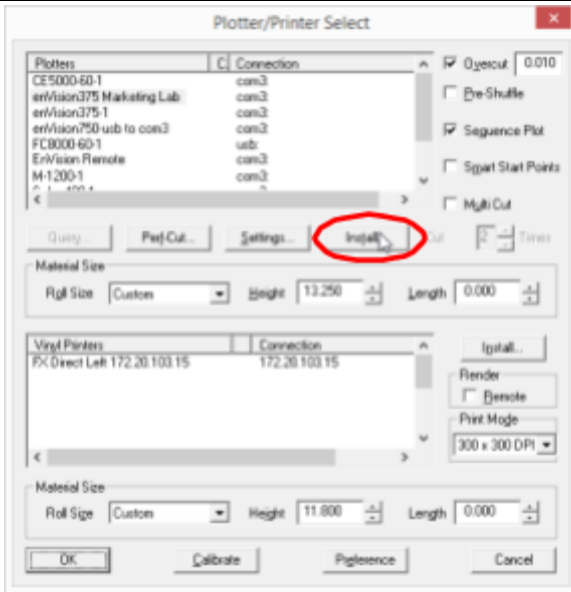 Plotter/Printer Select
Plotters C Connection
CE5000-60-1 com3:
enVision375 Marketing Lab com3:
enVision375-1 com3:
enVision750-usb to com3 com3:
FC8000-60-1 usb:
EnVision Remote com3:
M-1200-1 com3:
Overcut 0.010
Pre-Shuffle
Sequence Plot
Smart Start Points
Multi Cut
Query... Perf-Cut... Settings... Install... Cut 2 Times
Material Size
Roll Size Custom Height 13.250 Length 0.000
Vinyl Printers Connection
FX Direct Left 172.20.103.15 172.20.103.15
Install...
Render
Remote
Print Mode
300 x 300 DPI
Material Size
Roll Size Custom Height 11.800 Length 0.000
OK Calibrate Preference Cancel